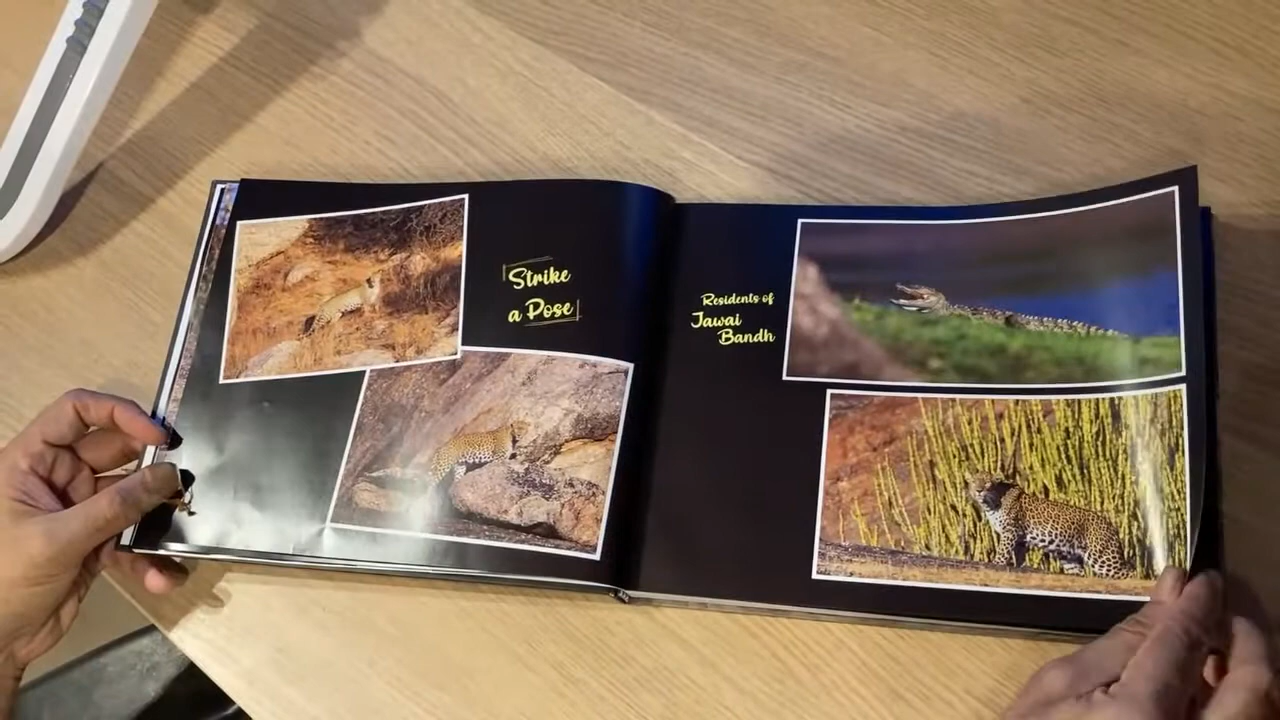 Strike
a Pose
Residents of
Jawai
Bandh